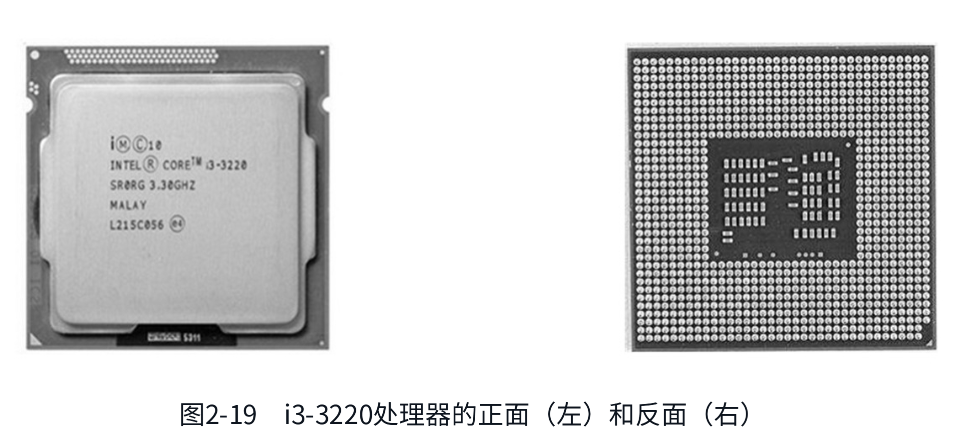 i Ⓜ Ⓒ 10
INTEL® CORE™ i3-3220
SR0RG 3.30GHZ
MALAY
L215C056 e4
5311
图2-19 i3-3220处理器的正面（左）和反面（右）